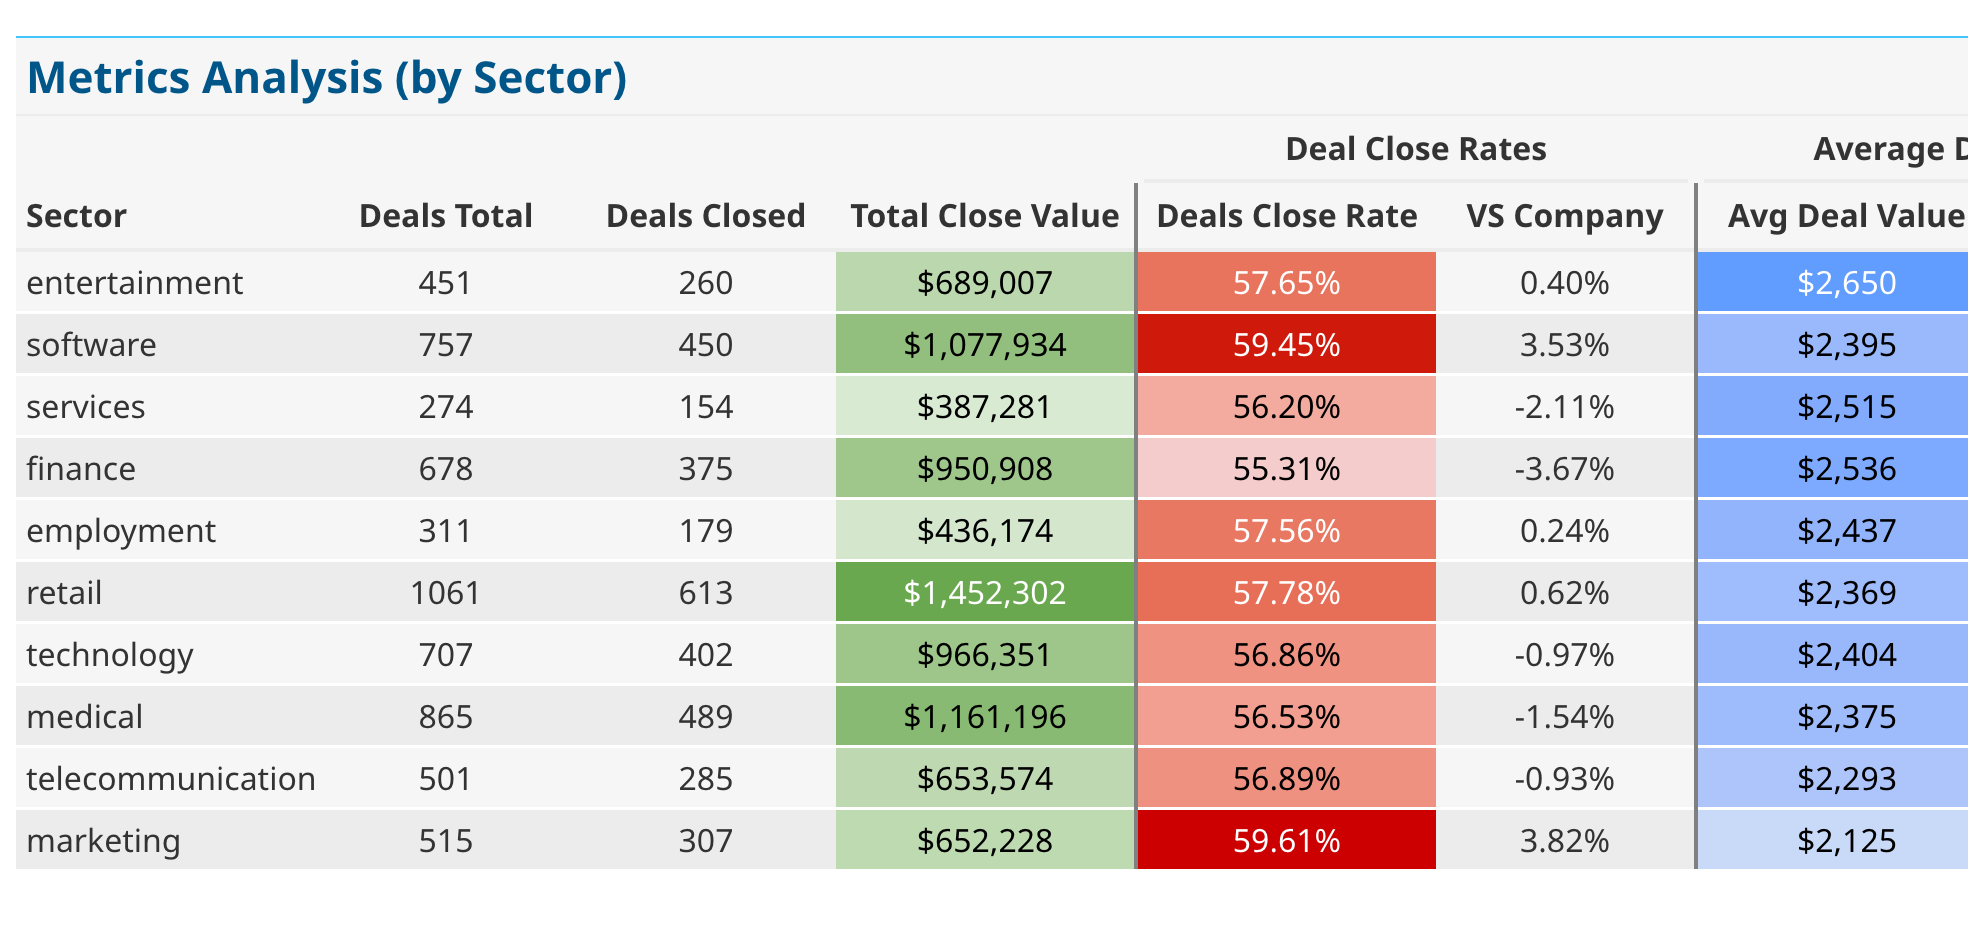 Metrics Analysis (by Sector)
Deal Close Rates Average D
Sector Deals Total Deals Closed Total Close Value Deals Close Rate VS Company Avg Deal Value
entertainment 451 260 $689,007 57.65% 0.40% $2,650
software 757 450 $1,077,934 59.45% 3.53% $2,395
services 274 154 $387,281 56.20% -2.11% $2,515
finance 678 375 $950,908 55.31% -3.67% $2,536
employment 311 179 $436,174 57.56% 0.24% $2,437
retail 1061 613 $1,452,302 57.78% 0.62% $2,369
technology 707 402 $966,351 56.86% -0.97% $2,404
medical 865 489 $1,161,196 56.53% -1.54% $2,375
telecommunication 501 285 $653,574 56.89% -0.93% $2,293
marketing 515 307 $652,228 59.61% 3.82% $2,125